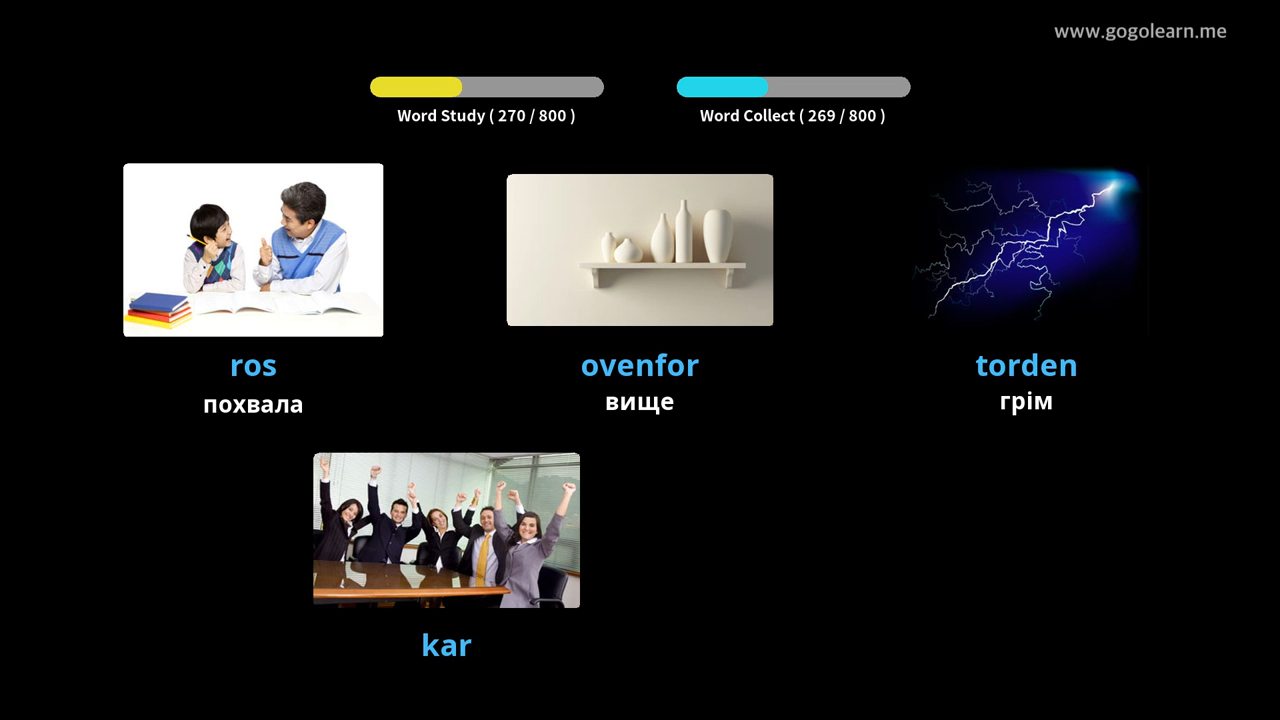 www.gogolearn.me
Word Study ( 270 / 800 )
Word Collect ( 269 / 800 )
ros
похвала
ovenfor
вище
torden
грім
kar